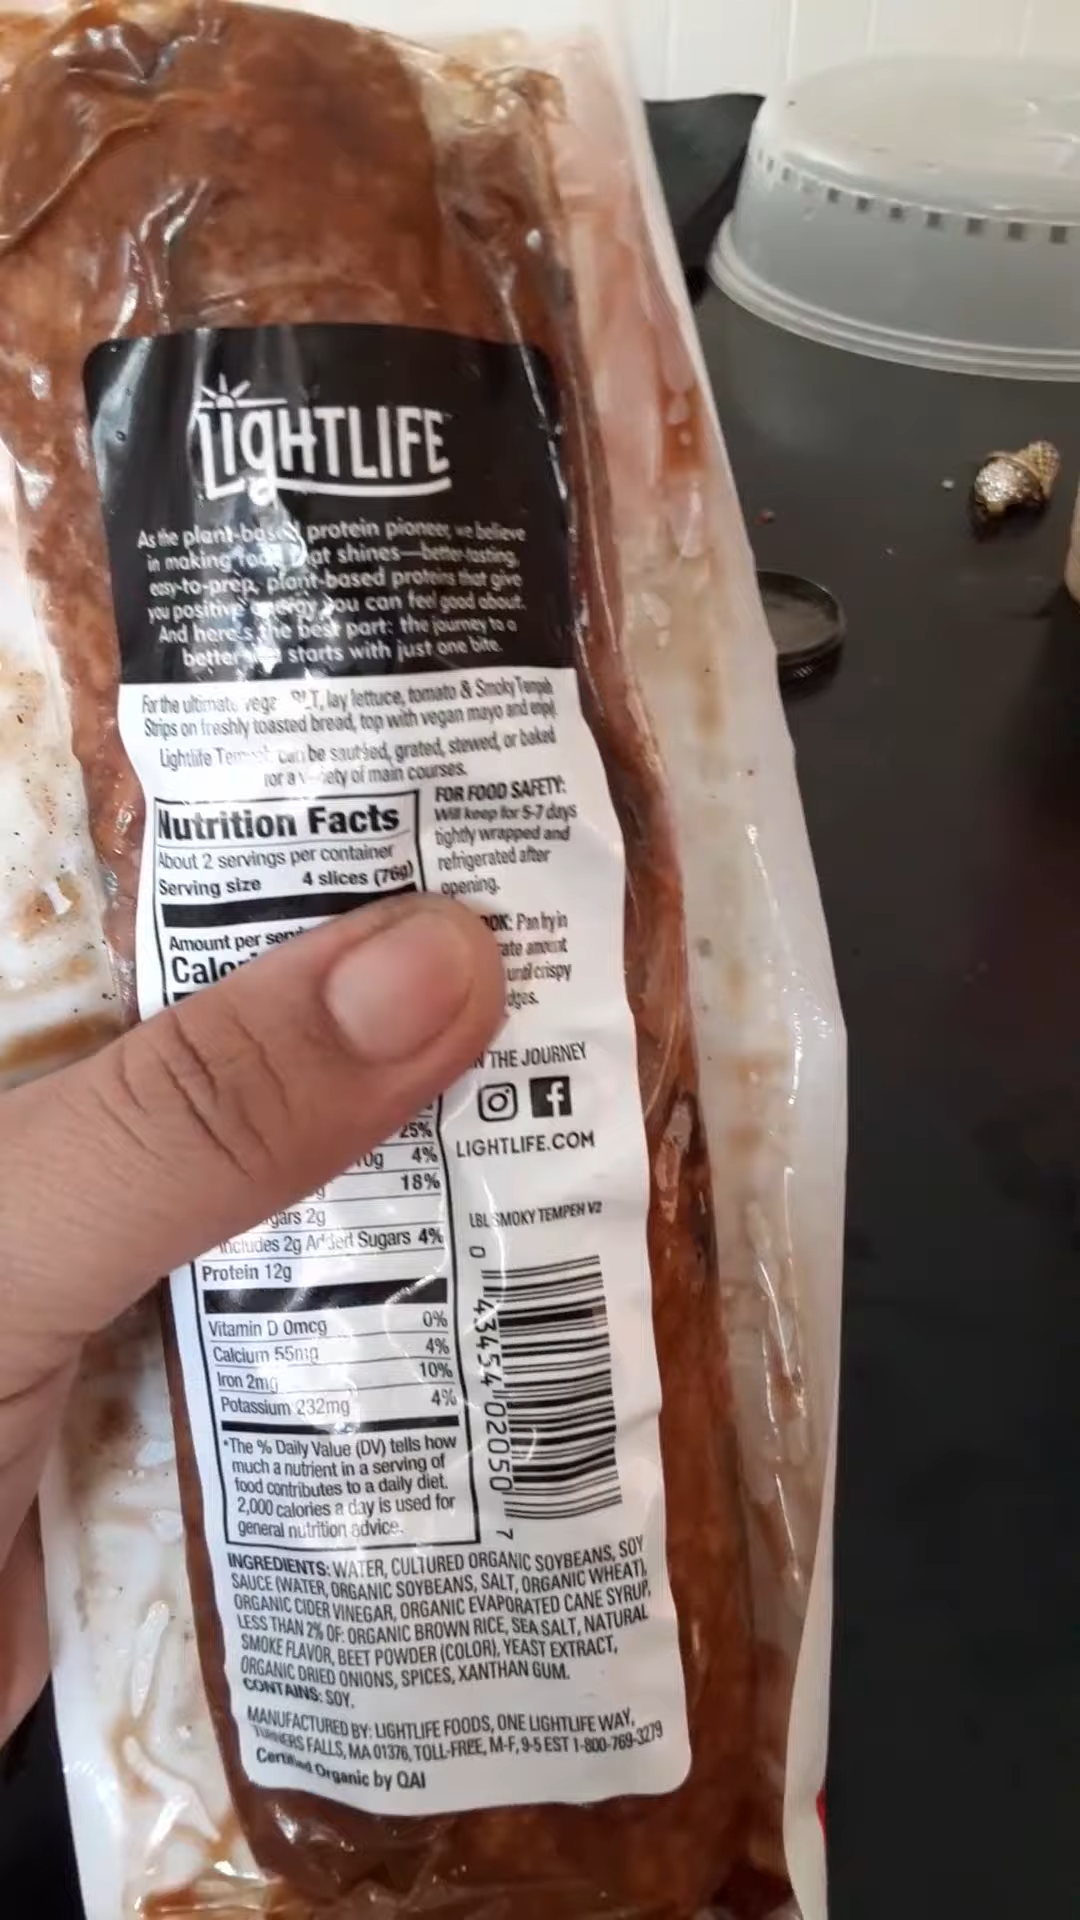 LIGHTLIFE
As the plant-based protein pioneer, we believe
in making food that shines—better-tasting,
easy-to-prep, plant-based proteins that give
you positive energy you can feel good about.
And here's the best part: the journey to a
better starts with just one bite.
For the ultimate lay lettuce, tomato & Smoky Tempeh
Strips on freshly toasted bread, top with vegan mayo and enjoy!
Lightlife can be sautéed, grated, stewed, or baked
for a main courses.
Nutrition Facts
About 2 servings per container
Serving size 4 slices (76g)
Amount per
25%
4%
18%
2g
Includes 2g Added Sugars 4%
Protein 12g
Vitamin D 0mcg 0%
Calcium 55mg 4%
Iron 2mg 10%
Potassium 232mg 4%
*The % Daily Value (DV) tells how
much a nutrient in a serving of
food contributes to a daily diet.
2,000 calories a day is used for
general nutrition advice.
FOR FOOD SAFETY:
Will keep for 5-7 days
tightly wrapped and
refrigerated after
opening.
Pan fry in
amount
until crispy
THE JOURNEY
LIGHTLIFE.COM
LBL SMOKY TEMPEH V2
0 43454 02050 7
INGREDIENTS: WATER, CULTURED ORGANIC SOYBEANS, SOY
SAUCE (WATER, ORGANIC SOYBEANS, SALT, ORGANIC WHEAT),
ORGANIC CIDER VINEGAR, ORGANIC EVAPORATED CANE SYRUP,
LESS THAN 2% OF: ORGANIC BROWN RICE, SEA SALT, NATURAL
SMOKE FLAVOR, BEET POWDER (COLOR), YEAST EXTRACT,
ORGANIC DRIED ONIONS, SPICES, XANTHAN GUM.
CONTAINS: SOY.
MANUFACTURED BY: LIGHTLIFE FOODS, ONE LIGHTLIFE WAY,
TURNERS FALLS, MA 01376, TOLL-FREE, M-F, 9-5 EST 1-800-769-3279
Certified Organic by QAI